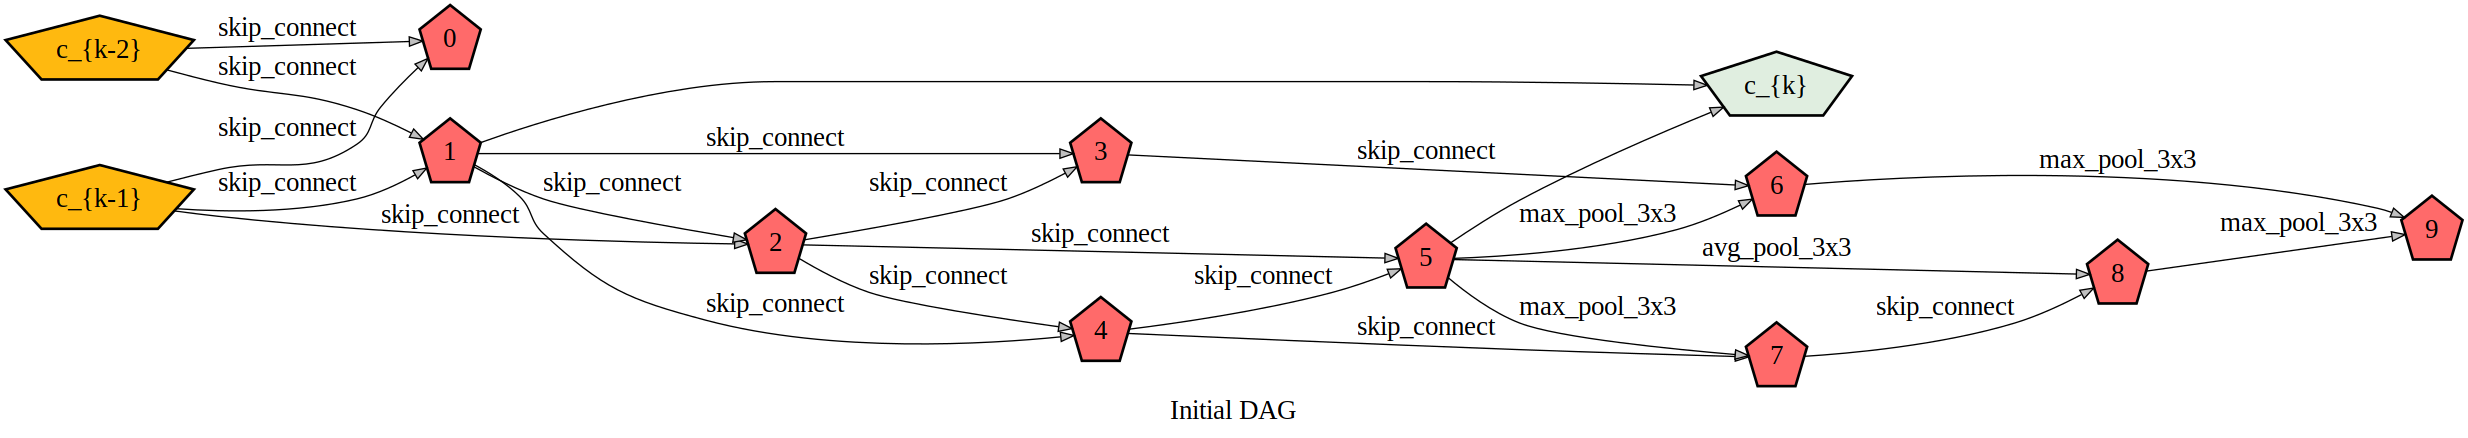 skip_connect
0
c_{k-2}
skip_connect
c_{k}
skip_connect
skip_connect
1
3
skip_connect
max_pool_3x3
skip_connect
skip_connect
skip_connect
6
c_{k-1}
skip_connect
max_pool_3x3
max_pool_3x3
9
skip_connect
2
avg_pool_3x3
5
8
skip_connect
skip_connect
skip_connect
max_pool_3x3
skip_connect
4
skip_connect
7
Initial DAG